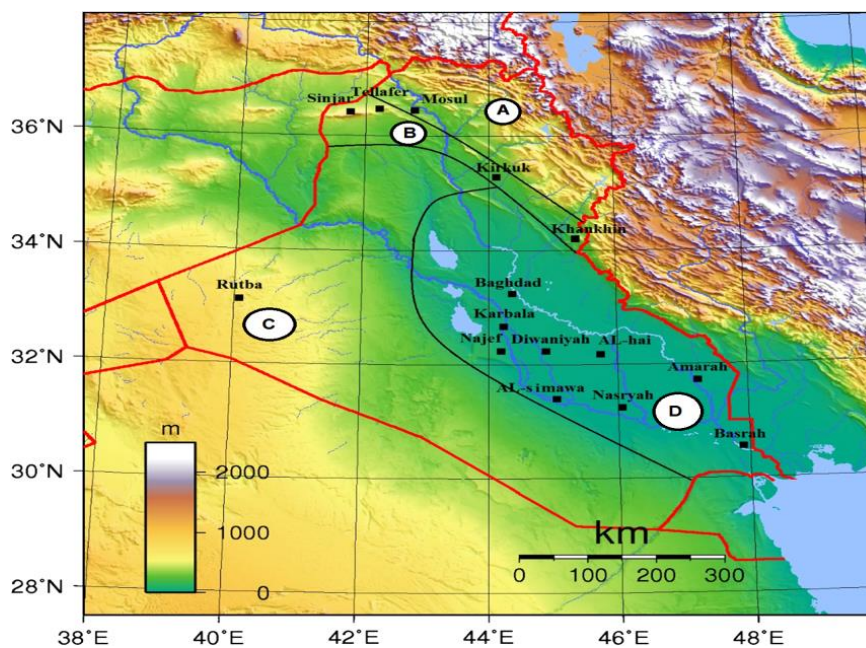 36°N
34°N
32°N
30°N
28°N
38°E
40°E
42°E
44°E
46°E
48°E
Sinjar
Tellafer
Mosul
A
B
Kirkuk
Khankhin
Rutba
C
Baghdad
Karbala
Najef
Diwaniyah
AL-hai
Amarah
AL-simawa
Nasryah
D
Basrah
m
2000
1000
0
km
0
50
100
200
300